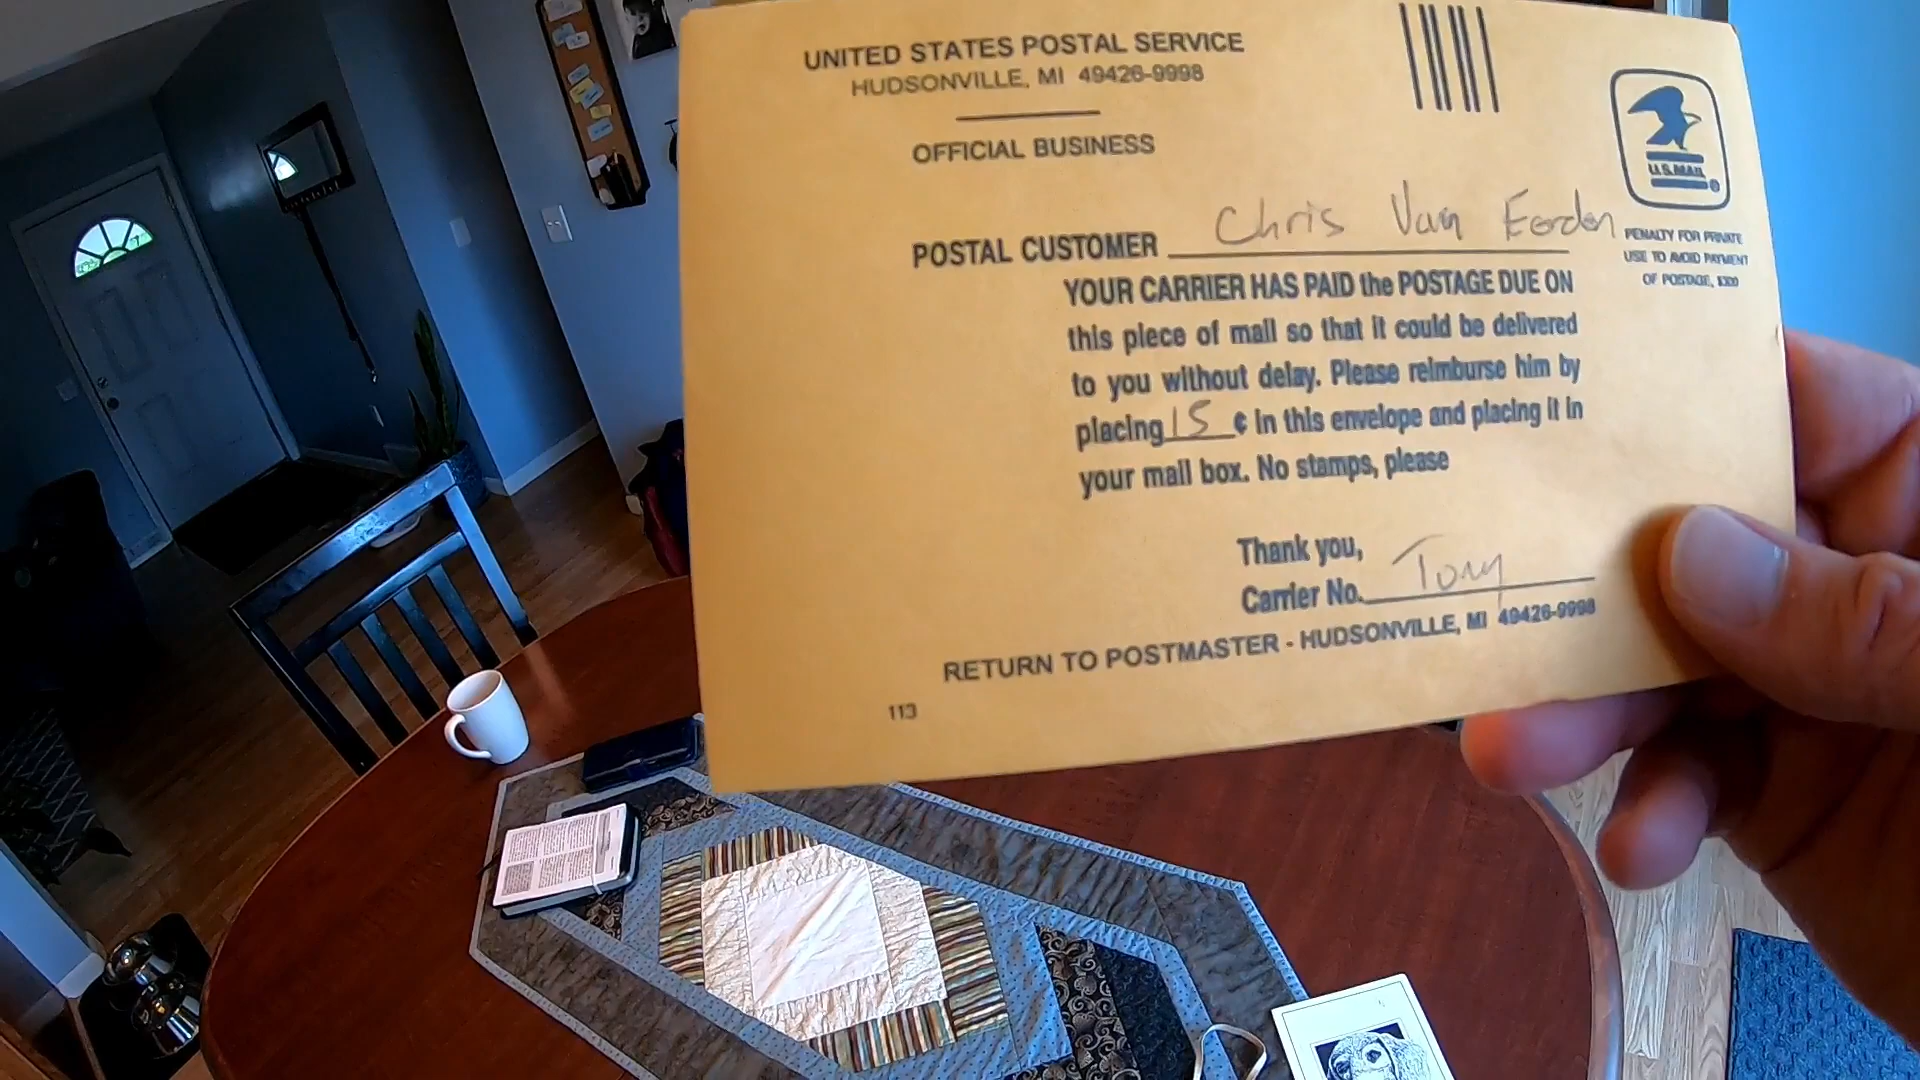 UNITED STATES POSTAL SERVICE
HUDSONVILLE, MI 49426-9998
OFFICIAL BUSINESS
U.S.MAIL
PENALTY FOR PRIVATE
USE TO AVOID PAYMENT
OF POSTAGE, $300
POSTAL CUSTOMER Chris Van Eerden
YOUR CARRIER HAS PAID the POSTAGE DUE ON
this piece of mail so that it could be delivered
to you without delay. Please reimburse him by
placing 15 ¢ in this envelope and placing it in
your mail box. No stamps, please
Thank you,
Carrier No. Tony
RETURN TO POSTMASTER - HUDSONVILLE, MI 49426-9998
113